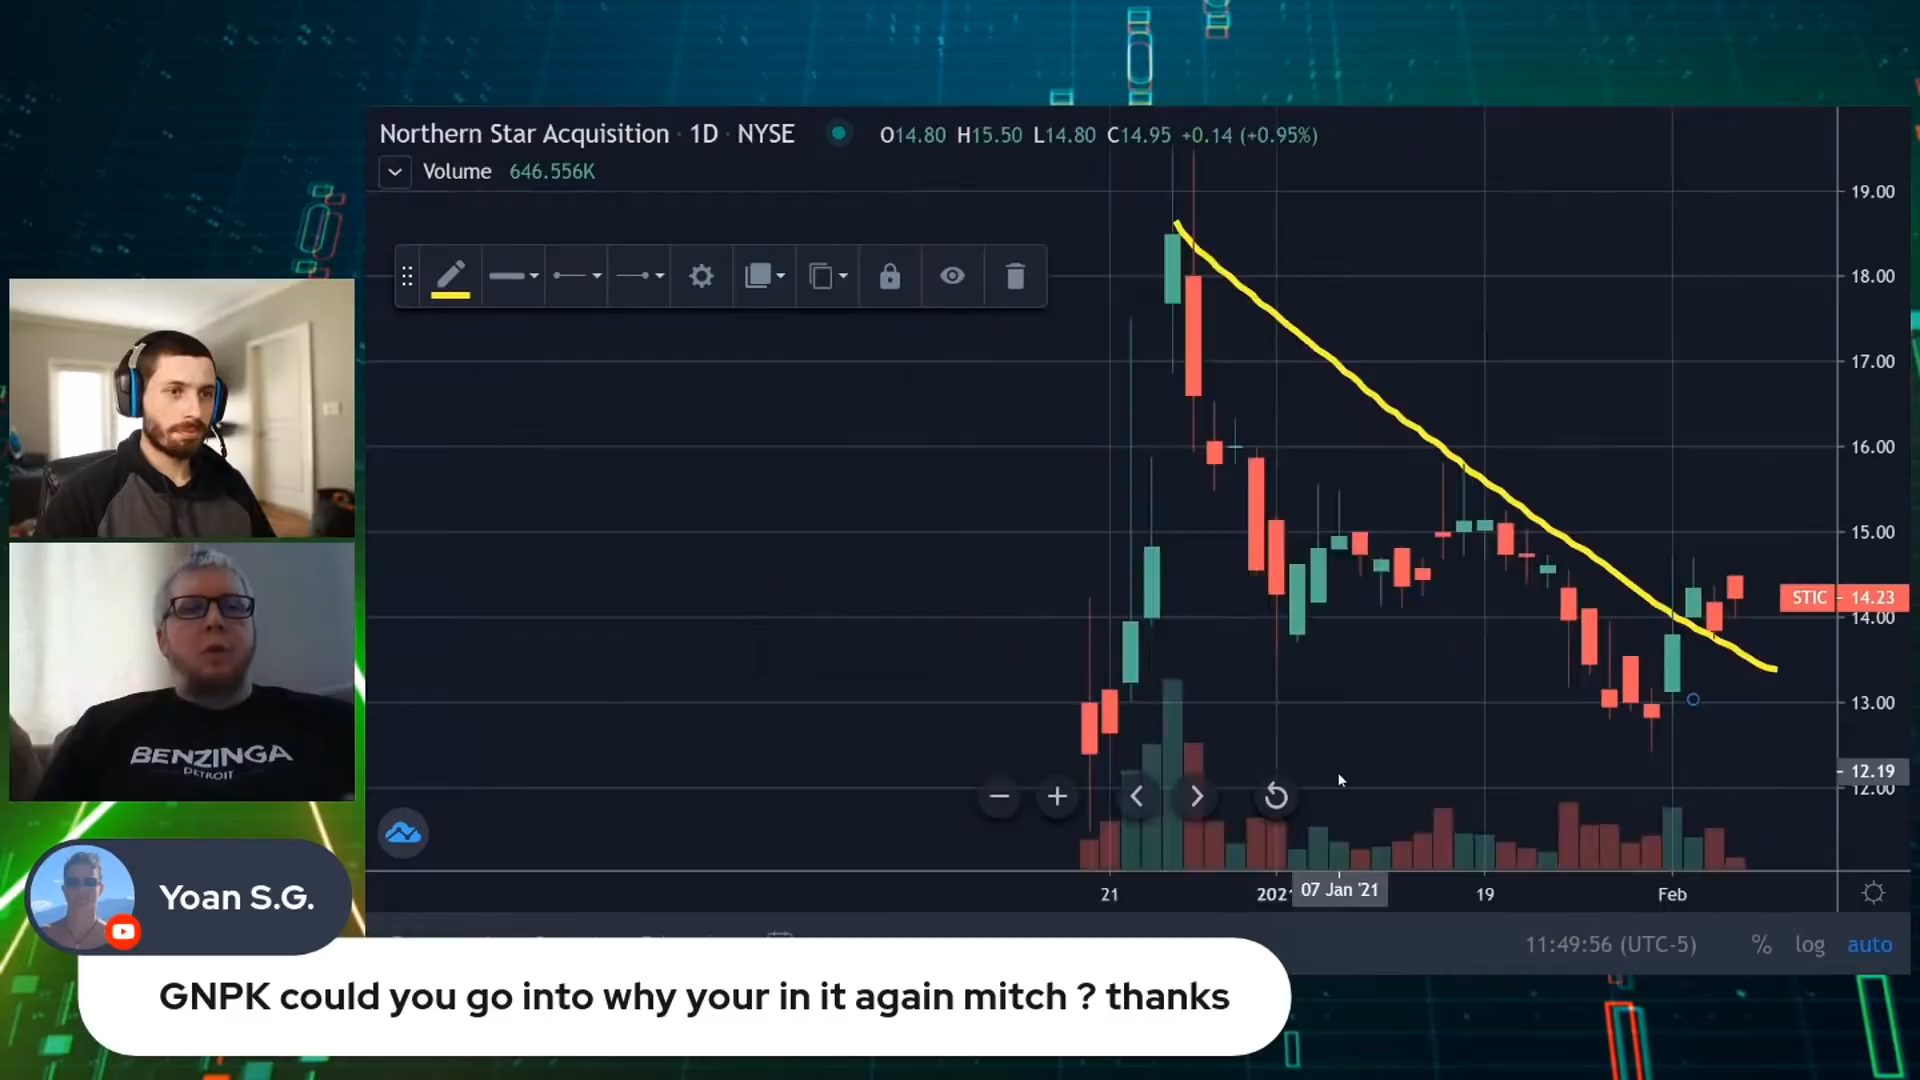 Northern Star Acquisition · 1D · NYSE
O14.80 H15.50 L14.80 C14.95 +0.14 (+0.95%)
Volume 646.556K
19.00
18.00
17.00
16.00
15.00
STIC 14.23
14.00
13.00
12.19
12.00
21
07 Jan '21
19
Feb
11:49:56 (UTC-5) % log auto
BENZINGA
DETROIT
Yoan S.G.
GNPK could you go into why your in it again mitch ? thanks